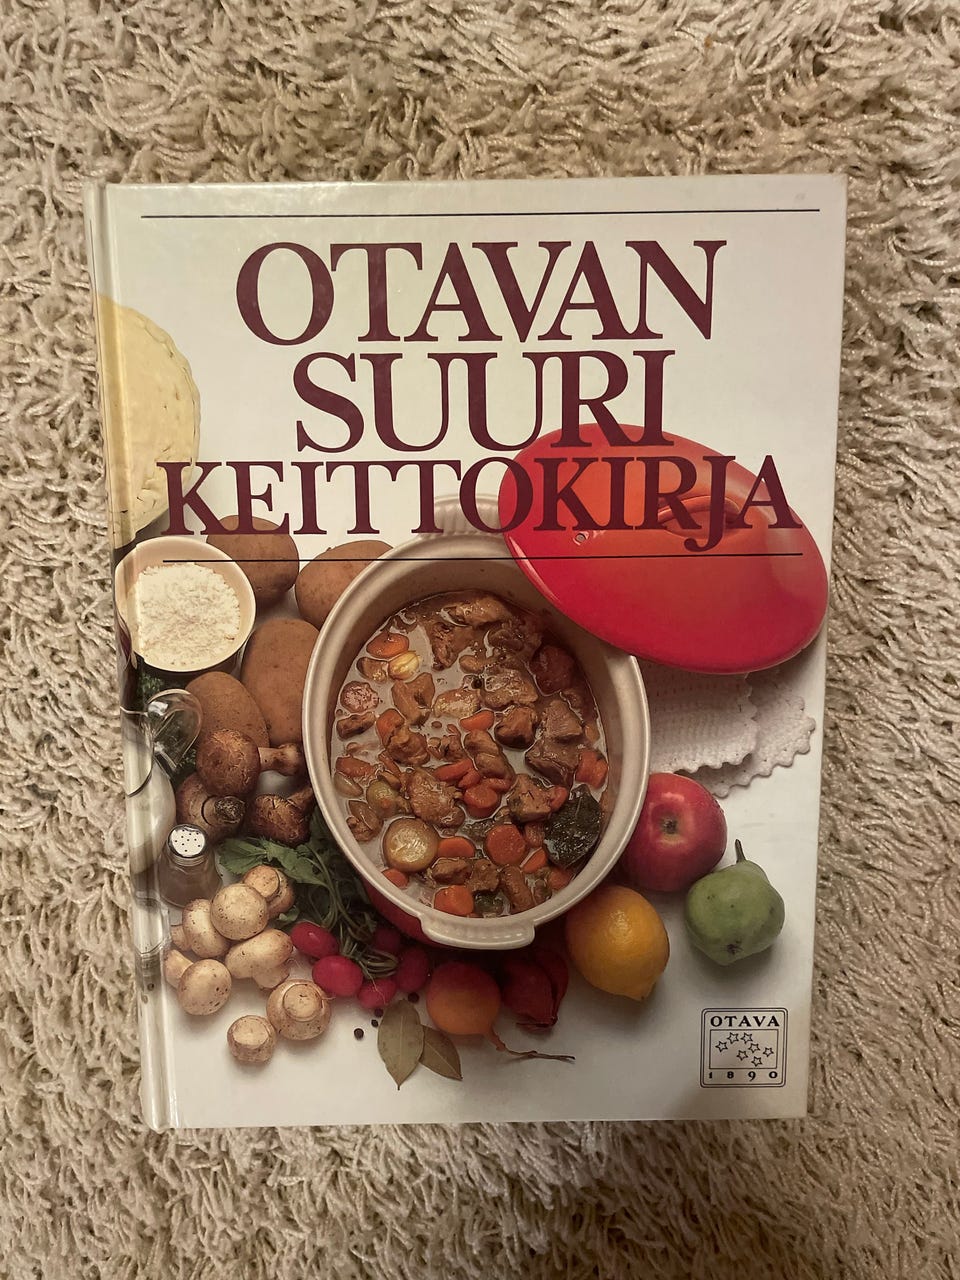 OTAVAN
SUURI
KEITTOKIRJA
OTAVA
1890